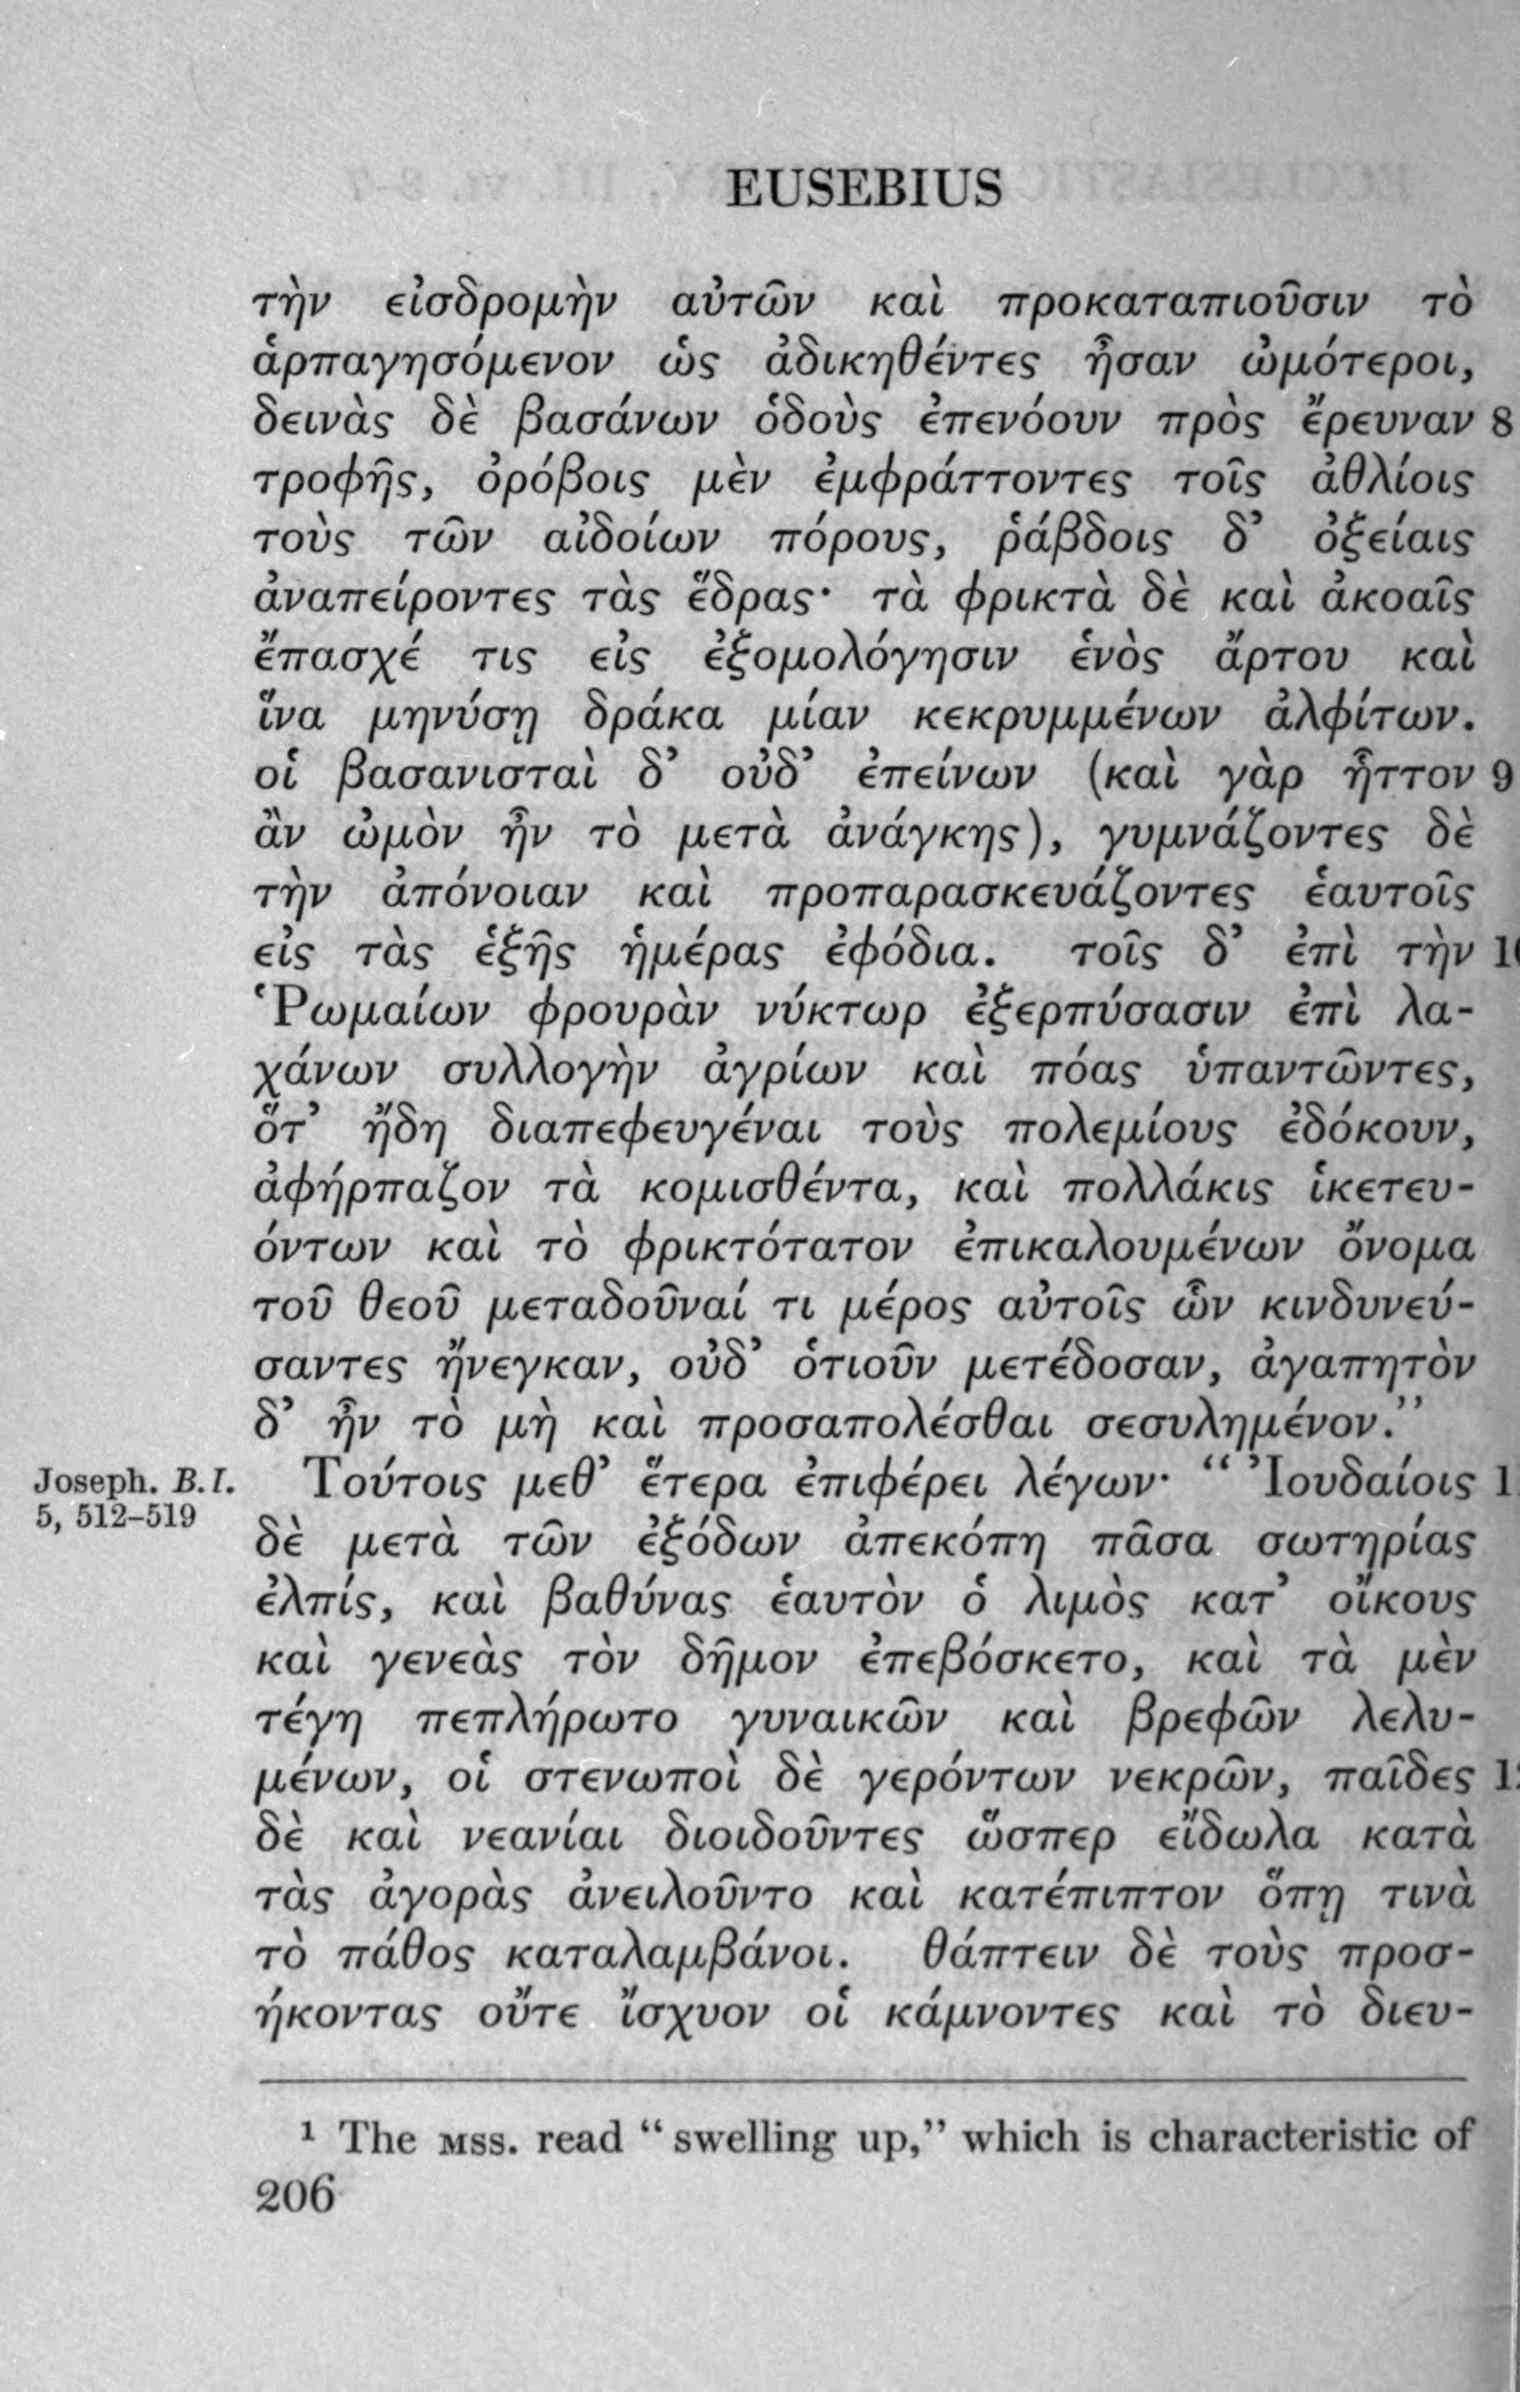 EUSEBIUS
τὴν εἰσδρομὴν αὐτῶν καὶ προκαταπιοῦσιν τὸ
ἁρπαγησόμενον ὡς ἀδικηθέντες ἦσαν ὠμότεροι,
δεινὰς δὲ βασάνων ὁδοὺς ἐπενόουν πρὸς ἔρευναν 8
τροφῆς, ὀρόβοις μὲν ἐμφράττοντες τοῖς ἀθλίοις
τοὺς τῶν αἰδοίων πόρους, ῥάβδοις δ’ ὀξείαις
ἀναπείροντες τὰς ἕδρας· τὰ φρικτὰ δὲ καὶ ἀκοαῖς
ἔπασχέ τις εἰς ἐξομολόγησιν ἑνὸς ἄρτου καὶ
ἵνα μηνύσῃ δράκα μίαν κεκρυμμένων ἀλφίτων.
οἱ βασανισταὶ δ’ οὐδ’ ἐπείνων (καὶ γὰρ ἧττον 9
ἂν ὠμὸν ἦν τὸ μετὰ ἀνάγκης), γυμνάζοντες δὲ
τὴν ἀπόνοιαν καὶ προπαρασκευάζοντες ἑαυτοῖς
εἰς τὰς ἑξῆς ἡμέρας ἐφόδια. τοῖς δ’ ἐπὶ τὴν 10
Ῥωμαίων φρουρὰν νύκτωρ ἐξερπύσασιν ἐπὶ λα-
χάνων συλλογὴν ἀγρίων καὶ πόας ὑπαντῶντες,
ὅτ’ ἤδη διαπεφευγέναι τοὺς πολεμίους ἐδόκουν,
ἀφήρπαζον τὰ κομισθέντα, καὶ πολλάκις ἱκετευ-
όντων καὶ τὸ φρικτότατον ἐπικαλουμένων ὄνομα
τοῦ θεοῦ μεταδοῦναί τι μέρος αὐτοῖς ὧν κινδυνεύ-
σαντες ἤνεγκαν, οὐδ’ ὁτιοῦν μετέδοσαν, ἀγαπητὸν
δ’ ἦν τὸ μὴ καὶ προσαπολέσθαι σεσυλημένον.”
Joseph. B.I.
5, 512–519
Τούτοις μεθ’ ἕτερα ἐπιφέρει λέγων· “ Ἰουδαίοις 1
δὲ μετὰ τῶν ἐξόδων ἀπεκόπη πᾶσα σωτηρίας
ἐλπίς, καὶ βαθύνας ἑαυτὸν ὁ λιμὸς κατ’ οἴκους
καὶ γενεὰς τὸν δῆμον ἐπεβόσκετο, καὶ τὰ μὲν
τέγη πεπλήρωτο γυναικῶν καὶ βρεφῶν λελυ-
μένων, οἱ στενωποὶ δὲ γερόντων νεκρῶν, παῖδες 1
δὲ καὶ νεανίαι διοιδοῦντες ὥσπερ εἴδωλα κατὰ
τὰς ἀγορὰς ἀνειλοῦντο καὶ κατέπιπτον ὅπῃ τινὰ
τὸ πάθος καταλαμβάνοι. θάπτειν δὲ τοὺς προσ-
ήκοντας οὔτε ἴσχυον οἱ κάμνοντες καὶ τὸ διευ-
¹ The MSS. read “swelling up,” which is characteristic of
206